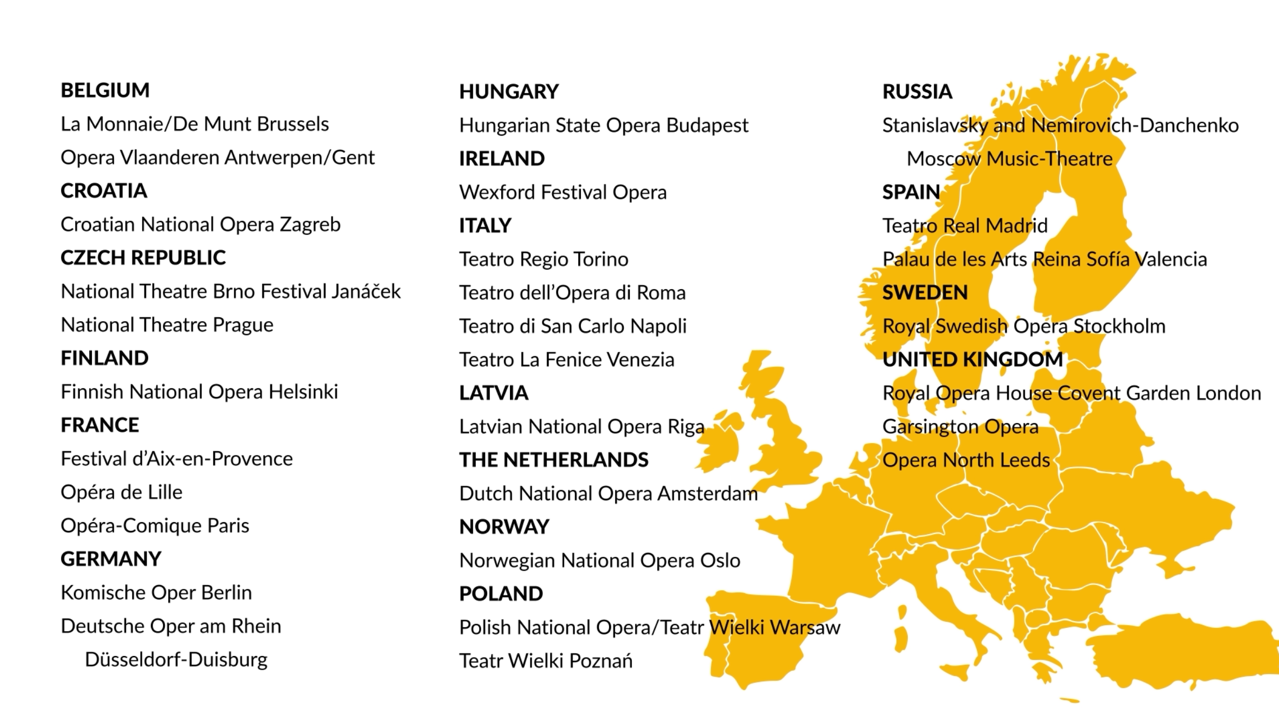 BELGIUM
La Monnaie/De Munt Brussels
Opera Vlaanderen Antwerpen/Gent
CROATIA
Croatian National Opera Zagreb
CZECH REPUBLIC
National Theatre Brno Festival Janáček
National Theatre Prague
FINLAND
Finnish National Opera Helsinki
FRANCE
Festival d’Aix-en-Provence
Opéra de Lille
Opéra-Comique Paris
GERMANY
Komische Oper Berlin
Deutsche Oper am Rhein
Düsseldorf-Duisburg
HUNGARY
Hungarian State Opera Budapest
IRELAND
Wexford Festival Opera
ITALY
Teatro Regio Torino
Teatro dell’Opera di Roma
Teatro di San Carlo Napoli
Teatro La Fenice Venezia
LATVIA
Latvian National Opera Riga
THE NETHERLANDS
Dutch National Opera Amsterdam
NORWAY
Norwegian National Opera Oslo
POLAND
Polish National Opera/Teatr Wielki Warsaw
Teatr Wielki Poznań
RUSSIA
Stanislavsky and Nemirovich-Danchenko
Moscow Music-Theatre
SPAIN
Teatro Real Madrid
Palau de les Arts Reina Sofía Valencia
SWEDEN
Royal Swedish Opera Stockholm
UNITED KINGDOM
Royal Opera House Covent Garden London
Garsington Opera
Opera North Leeds